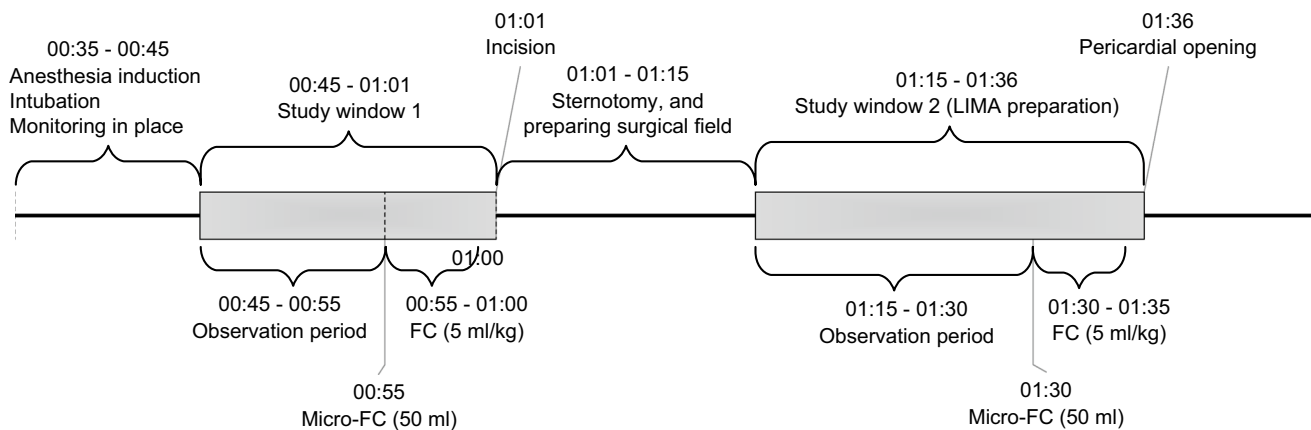 00:35 - 00:45
Anesthesia induction
Intubation
Monitoring in place
00:45 - 01:01
Study window 1
01:01
Incision
01:01 - 01:15
Sternotomy, and
preparing surgical field
01:15 - 01:36
Study window 2 (LIMA preparation)
01:36
Pericardial opening
01:00
00:45 - 00:55
Observation period
00:55 - 01:00
FC (5 ml/kg)
01:15 - 01:30
Observation period
01:30 - 01:35
FC (5 ml/kg)
00:55
Micro-FC (50 ml)
01:30
Micro-FC (50 ml)